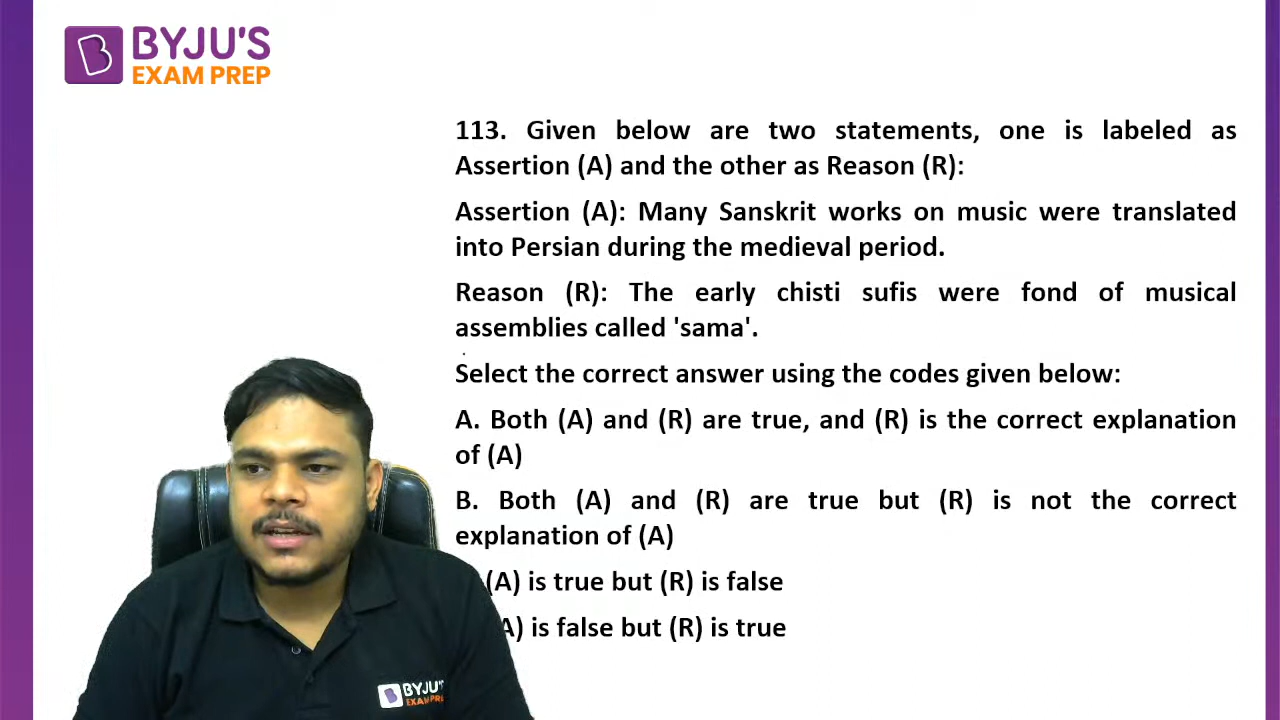 BYJU'S
EXAM PREP
113. Given below are two statements, one is labeled as
Assertion (A) and the other as Reason (R):
Assertion (A): Many Sanskrit works on music were translated
into Persian during the medieval period.
Reason (R): The early chisti sufis were fond of musical
assemblies called 'sama'.
Select the correct answer using the codes given below:
A. Both (A) and (R) are true, and (R) is the correct explanation
of (A)
B. Both (A) and (R) are true but (R) is not the correct
explanation of (A)
(A) is true but (R) is false
A) is false but (R) is true
BYJU'S
EXAM PREP